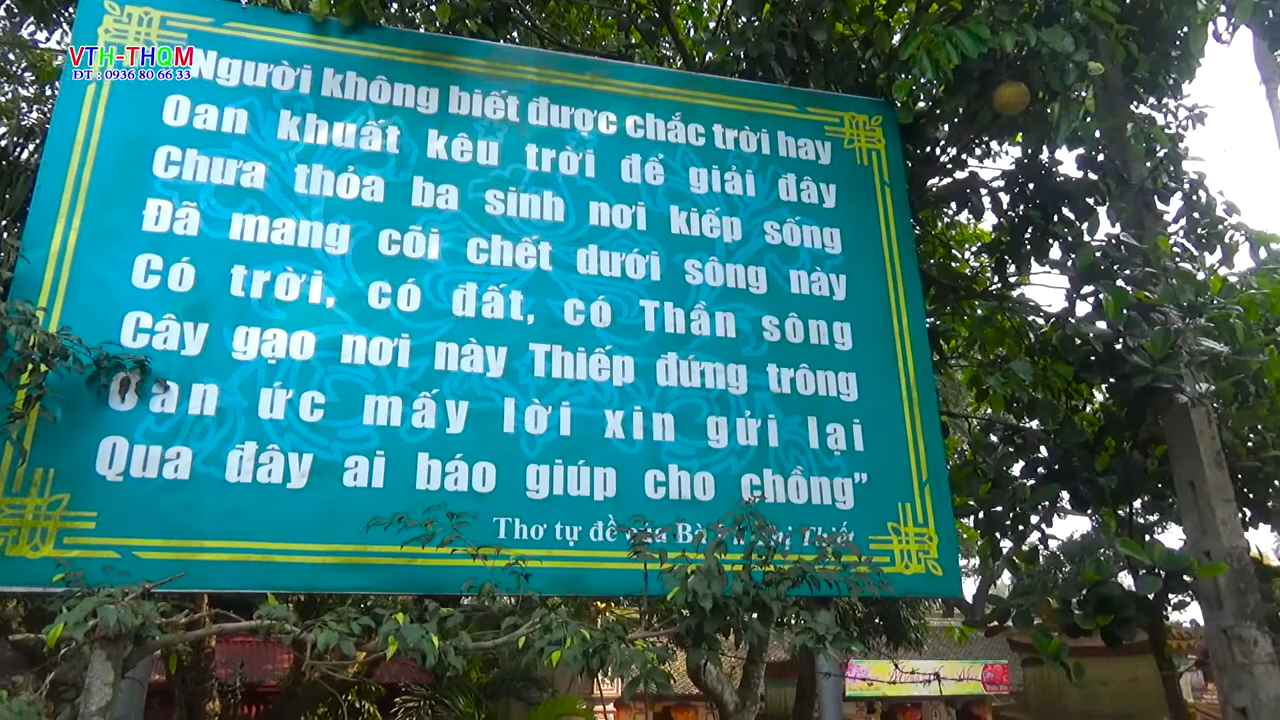 VTH-THQM
ĐT : 0936 80 66 33
"Người không biết được chắc trời hay
Oan khuất kêu trời để giải đây
Chưa thỏa ba sinh nơi kiếp sống
Đã mang cõi chết dưới sông này
Có trời, có đất, có Thần sông
Cây gạo nơi này Thiếp đứng trông
Oan ức mấy lời xin gửi lại
Qua đây ai báo giúp cho chồng”
Thơ tự đề của Bà Thị Thiết